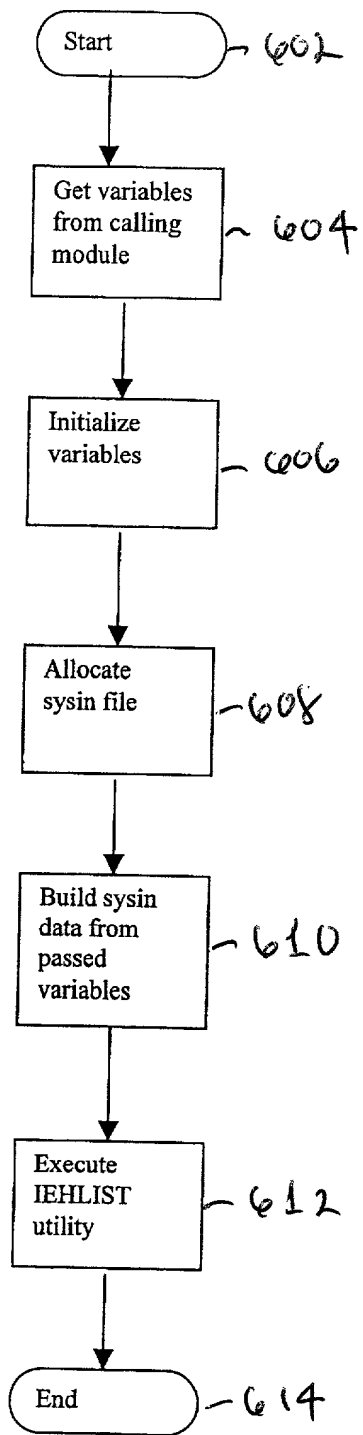 Start
602
Get variables
from calling
module
604
Initialize
variables
606
Allocate
sysin file
608
Build sysin
data from
passed
variables
610
Execute
IEHLIST
utility
612
End
614